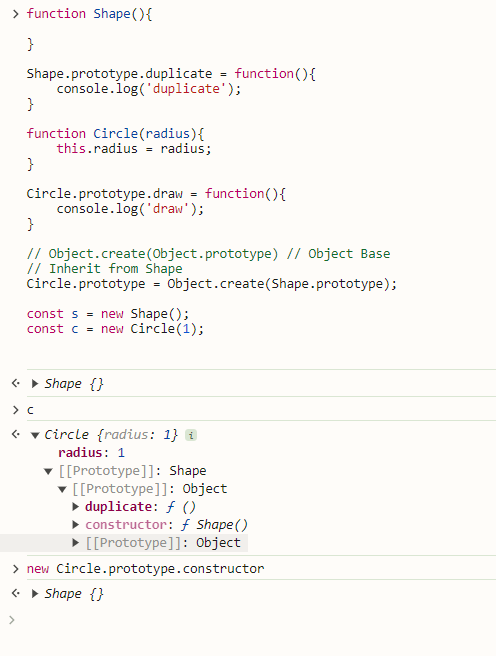 function Shape(){
}
Shape.prototype.duplicate = function(){
console.log('duplicate');
}
function Circle(radius){
this.radius = radius;
}
Circle.prototype.draw = function(){
console.log('draw');
}
// Object.create(Object.prototype) // Object Base
// Inherit from Shape
Circle.prototype = Object.create(Shape.prototype);
const s = new Shape();
const c = new Circle(1);
Shape {}
c
Circle {radius: 1} i
radius: 1
[[Prototype]]: Shape
[[Prototype]]: Object
duplicate: ƒ ()
constructor: ƒ Shape()
[[Prototype]]: Object
new Circle.prototype.constructor
Shape {}